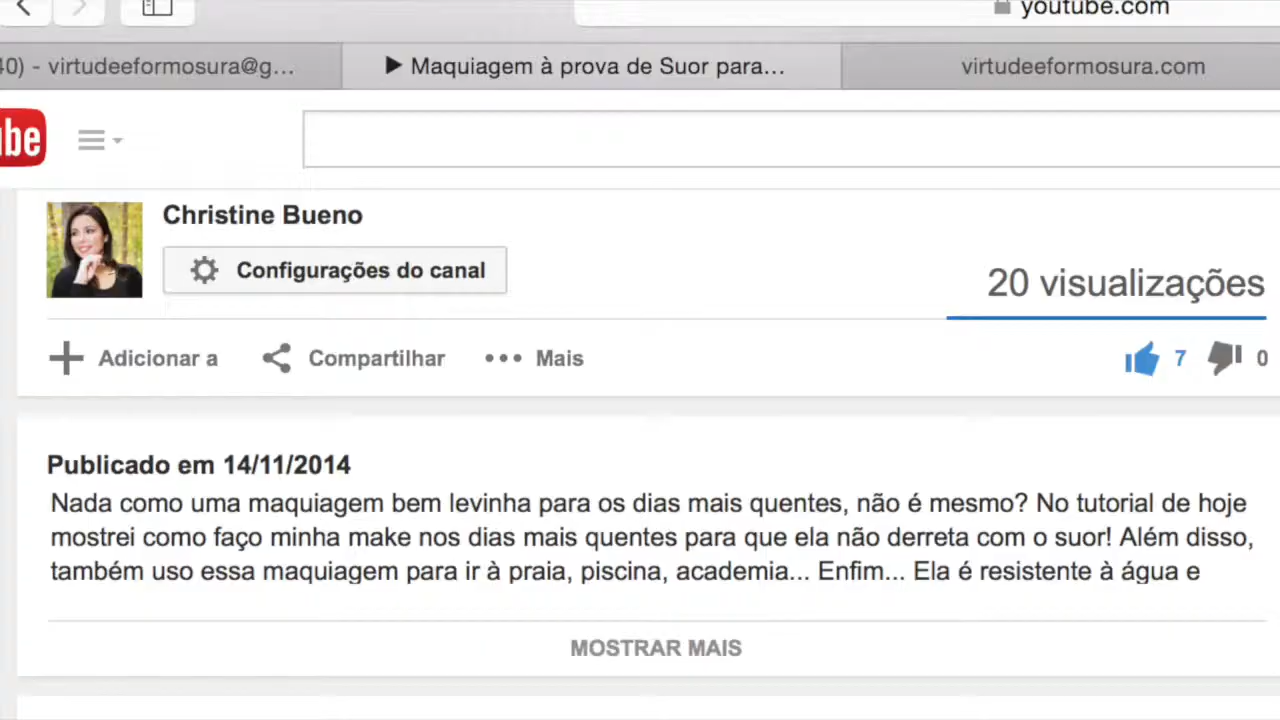 youtube.com
40) - virtudeeformosura@g...
▶ Maquiagem à prova de Suor para...
virtudeeformosura.com
ube
Christine Bueno
Configurações do canal
20 visualizações
Adicionar a
Compartilhar
••• Mais
7
0
Publicado em 14/11/2014
Nada como uma maquiagem bem levinha para os dias mais quentes, não é mesmo? No tutorial de hoje
mostrei como faço minha make nos dias mais quentes para que ela não derreta com o suor! Além disso,
também uso essa maquiagem para ir à praia, piscina, academia... Enfim... Ela é resistente à água e
MOSTRAR MAIS